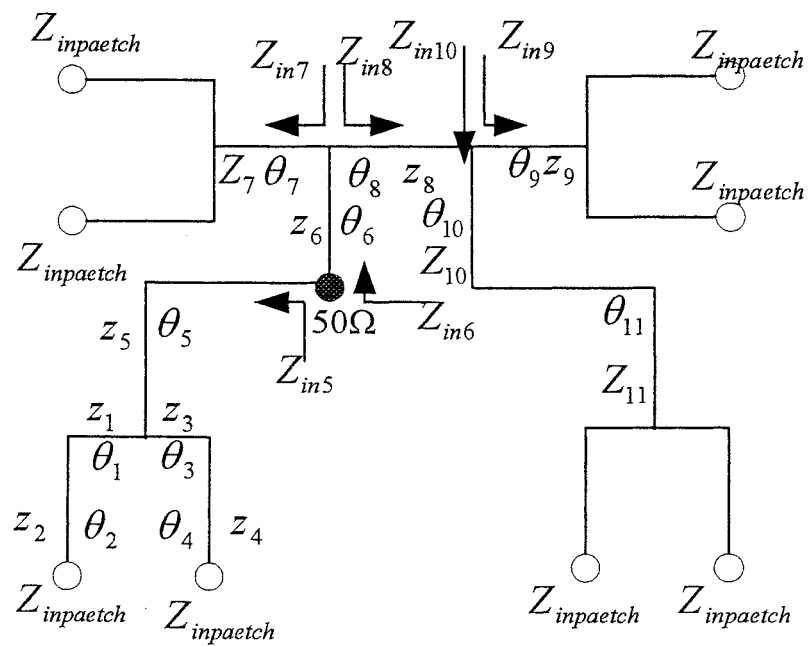 Z_inpaetch
Z_in7 Z_in8 Z_in10 Z_in9
Z_inpaetch
Z_7 θ_7 θ_8 z_8 θ_9 z_9
Z_inpaetch
z_6 θ_6 θ_10
Z_inpaetch
Z_10
50Ω Z_in6
z_5 θ_5 θ_11
Z_in5
Z_11
z_1 z_3
θ_1 θ_3
z_2 θ_2 θ_4 z_4
Z_inpaetch Z_inpaetch Z_inpaetch Z_inpaetch